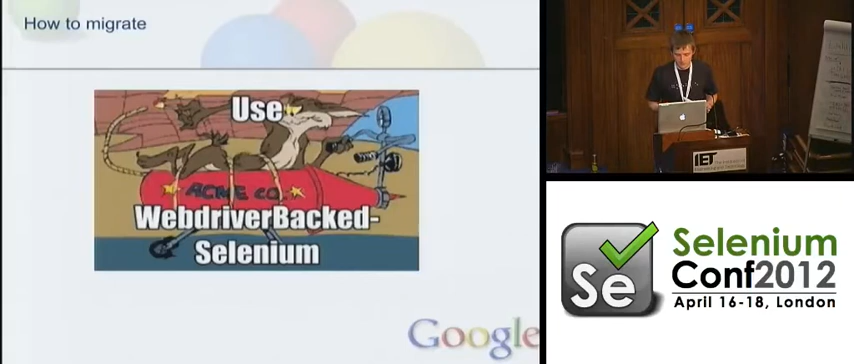 How to migrate
Use
ACME CO.
WebdriverBacked-
Selenium
Google
IET
Se
Selenium
Conf2012
April 16-18, London